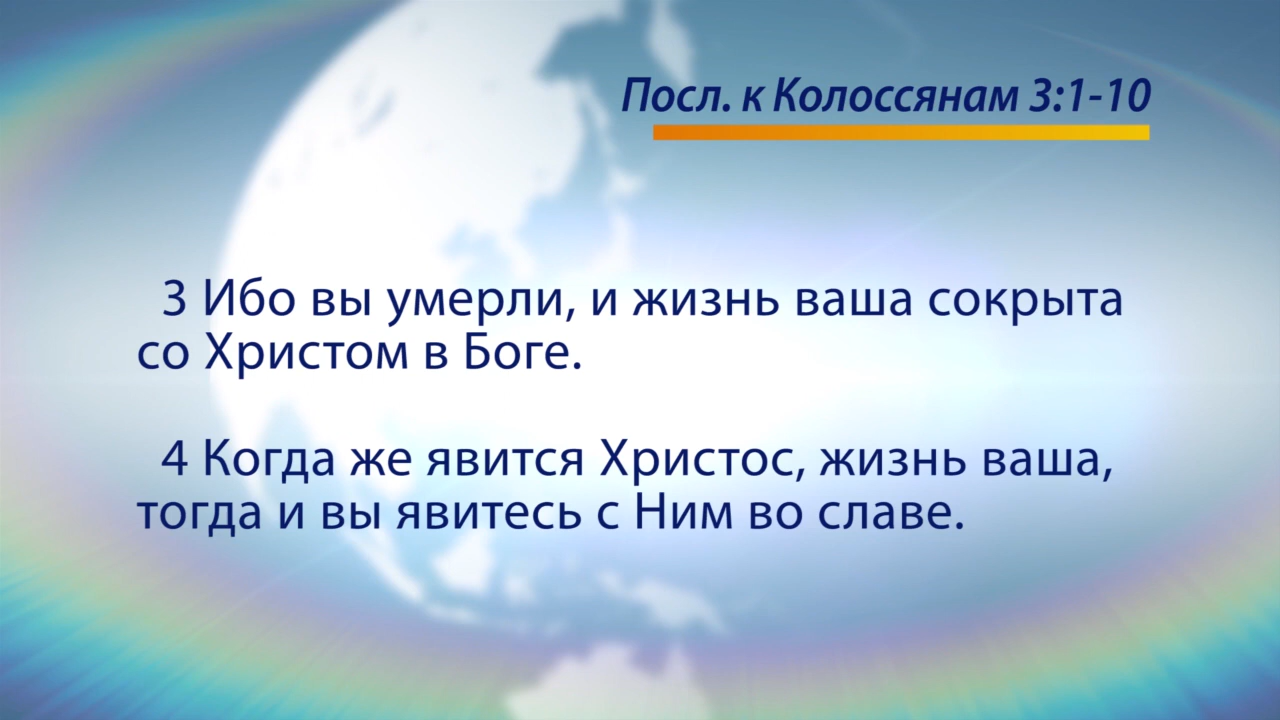 Посл. к Колоссянам 3:1-10
3 Ибо вы умерли, и жизнь ваша сокрыта
со Христом в Боге.
4 Когда же явится Христос, жизнь ваша,
тогда и вы явитесь с Ним во славе.